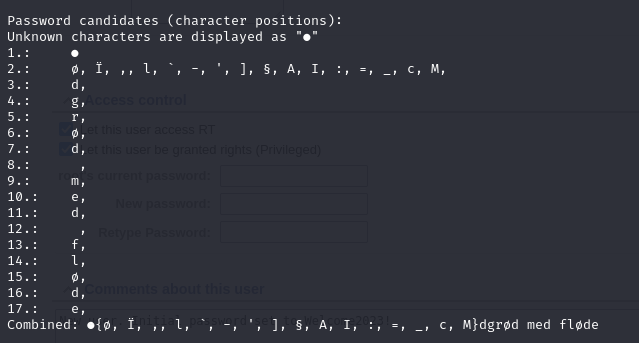 Password candidates (character positions):
Unknown characters are displayed as "●"
1.: ●
2.: ø, Ï, ,, l, `, -, ', ], §, A, I, :, =, _, c, M,
3.: d,
4.: g,
5.: r,
6.: ø,
7.: d,
8.:  ,
9.: m,
10.: e,
11.: d,
12.:  ,
13.: f,
14.: l,
15.: ø,
16.: d,
17.: e,
Combined: ●{ø, Ï, ,, l, `, -, ', ], §, A, I, :, =, _, c, M}dgrød med fløde
Access control
Let this user access RT
Let this user be granted rights (Privileged)
current password:
New password:
Retype Password:
Comments about this user